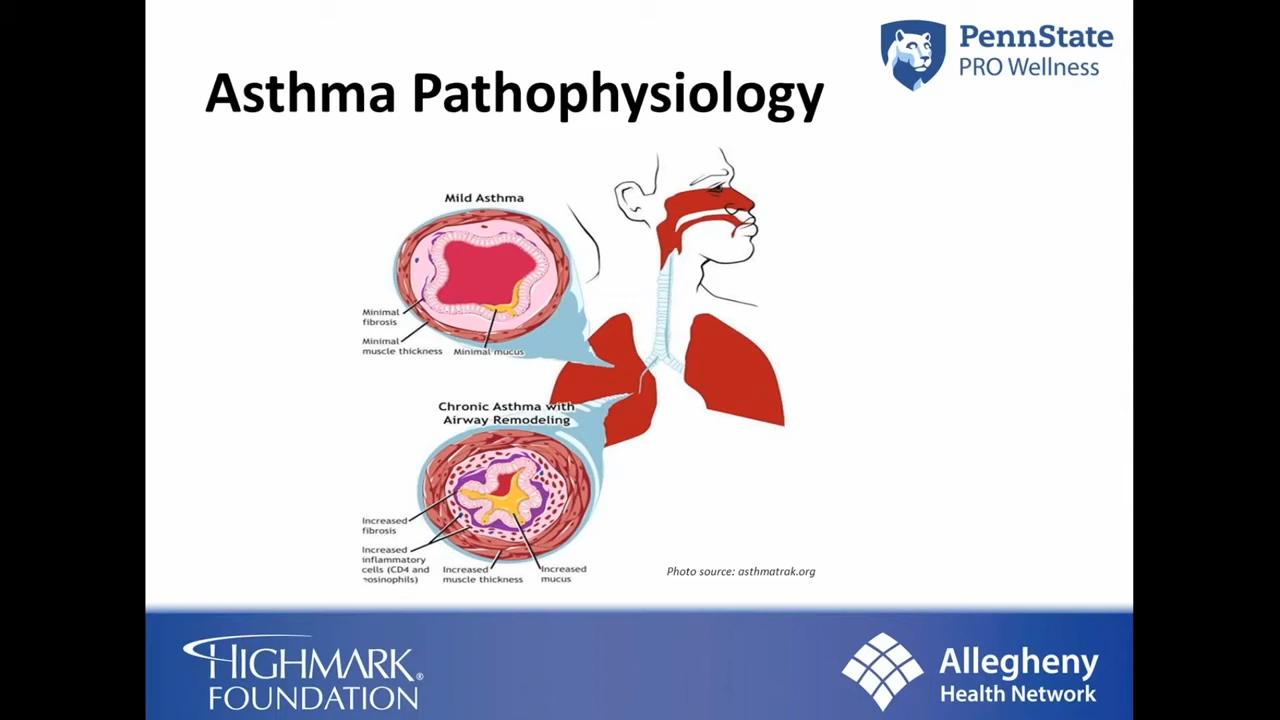 PennState
PRO Wellness
Asthma Pathophysiology
Mild Asthma
Minimal
fibrosis
Minimal
muscle thickness
Minimal mucus
Chronic Asthma with
Airway Remodeling
Increased
fibrosis
Increased
inflammatory
cells (CD4 and
eosinophils)
Increased
muscle thickness
Increased
mucus
Photo source: asthmatrak.org
HIGHMARK®
FOUNDATION
Allegheny
Health Network